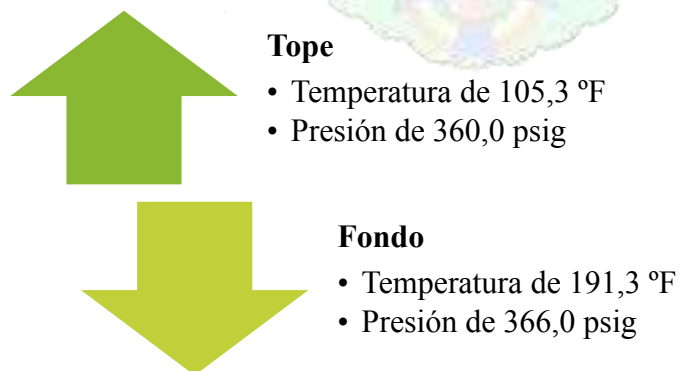 Tope
• Temperatura de 105,3 ºF
• Presión de 360,0 psig
Fondo
• Temperatura de 191,3 ºF
• Presión de 366,0 psig